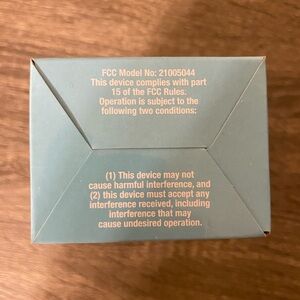 FCC Model No: 21005044
This device complies with part
15 of the FCC Rules.
Operation is subject to the
following two conditions:
(1) This device may not
cause harmful interference, and
(2) this device must accept any
interference received, including
interference that may
cause undesired operation.